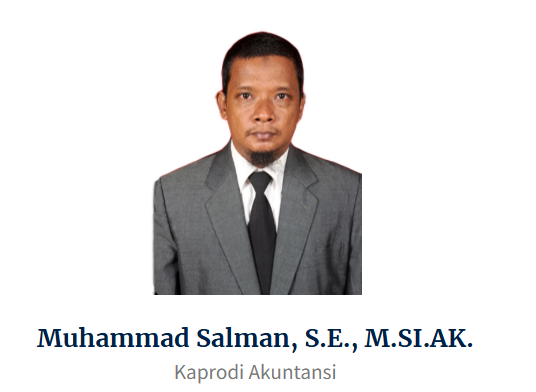 Muhammad Salman, S.E., M.SI.AK.
Kaprodi Akuntansi